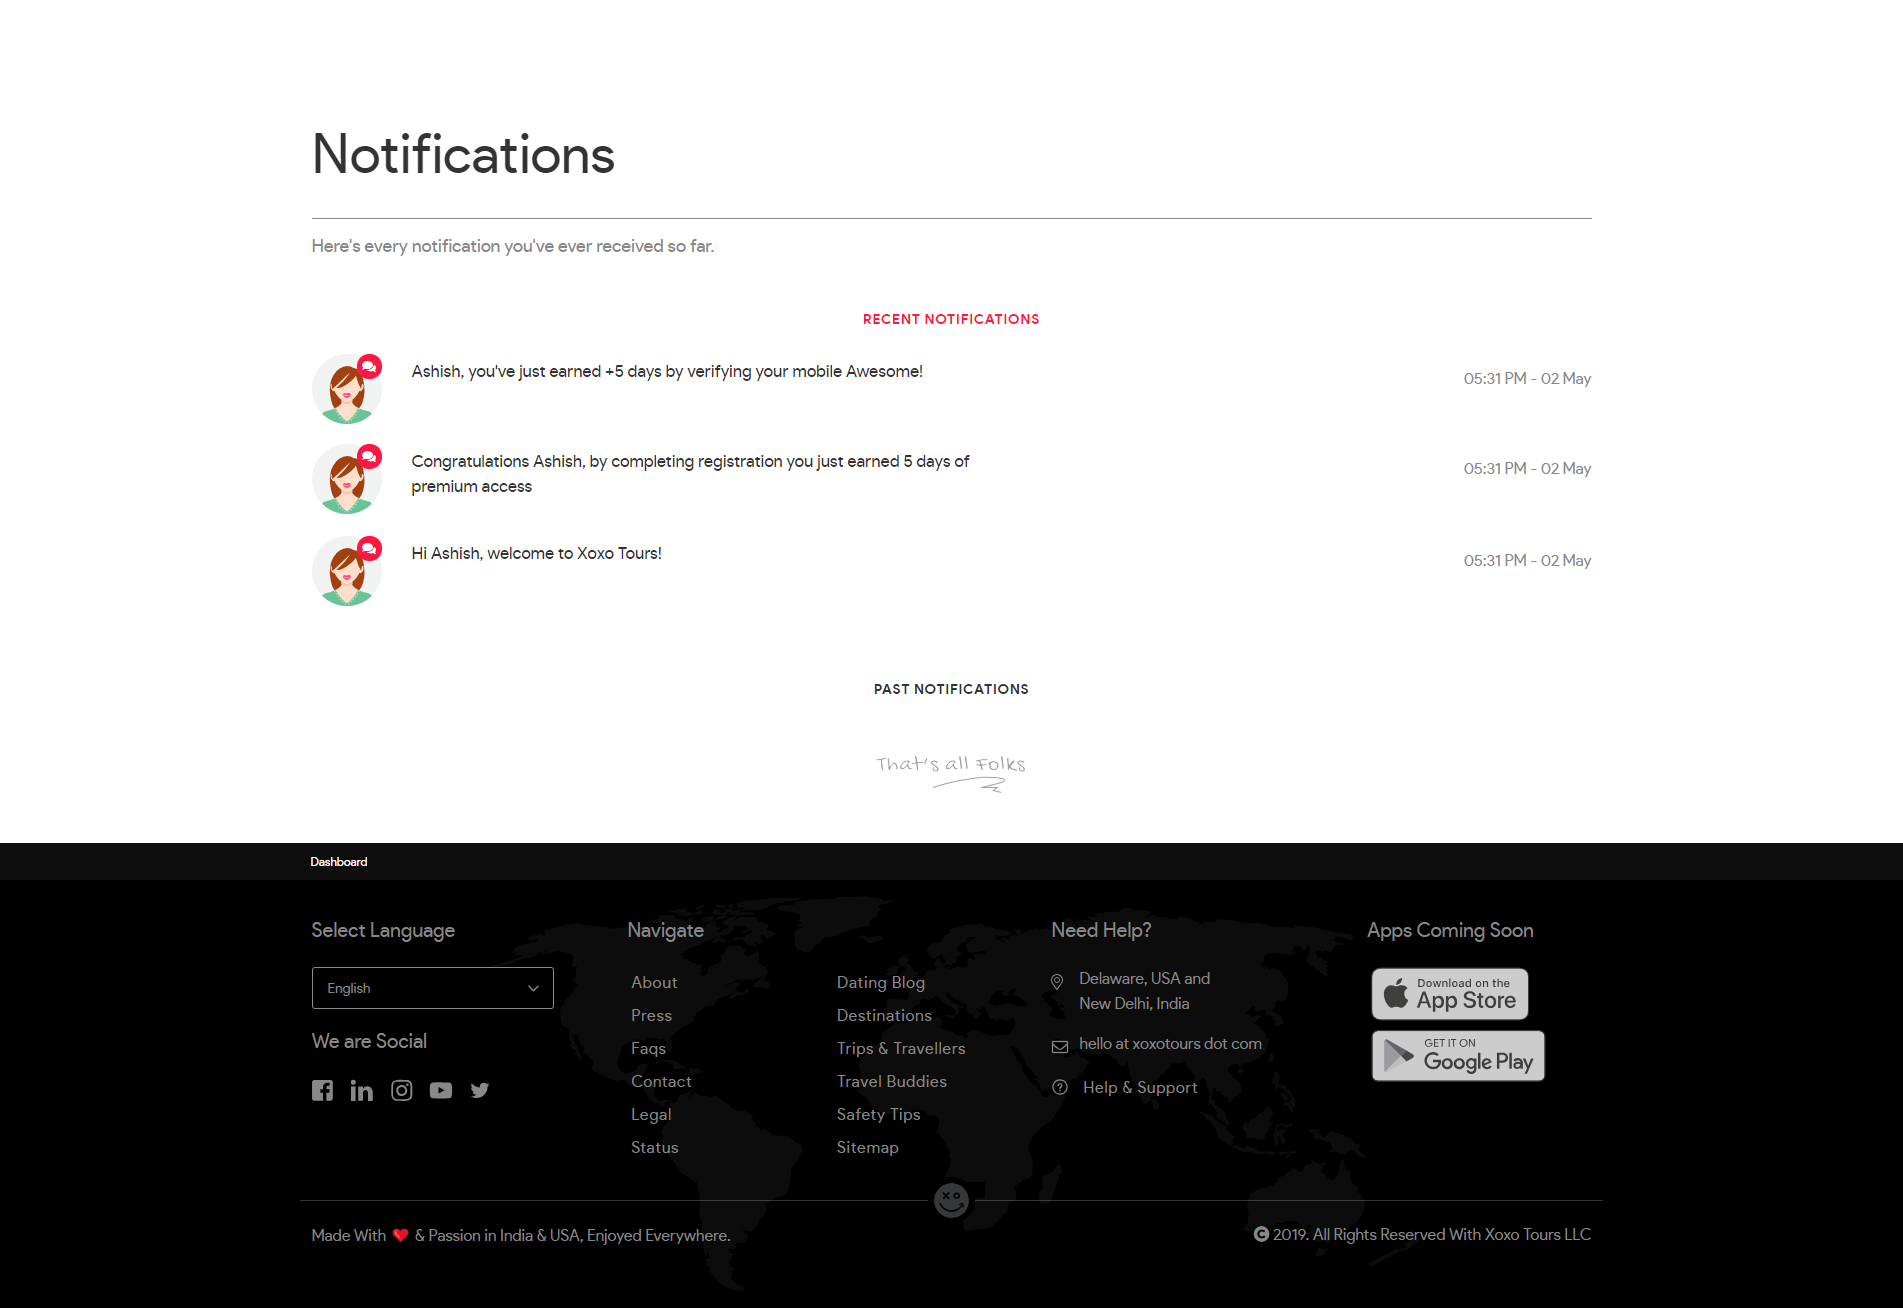 Notifications
Here's every notification you've ever received so far.
RECENT NOTIFICATIONS
Ashish, you've just earned +5 days by verifying your mobile Awesome!
05:31 PM - 02 May
Congratulations Ashish, by completing registration you just earned 5 days of
premium access
05:31 PM - 02 May
Hi Ashish, welcome to Xoxo Tours!
05:31 PM - 02 May
PAST NOTIFICATIONS
That's all Folks
Dashboard
Select Language
English
We are Social
Navigate
About
Press
Faqs
Contact
Legal
Status
Dating Blog
Destinations
Trips & Travellers
Travel Buddies
Safety Tips
Sitemap
Need Help?
Delaware, USA and
New Delhi, India
hello at xoxotours dot com
Help & Support
Apps Coming Soon
Download on the
App Store
GET IT ON
Google Play
Made With ❤ & Passion in India & USA, Enjoyed Everywhere.
© 2019. All Rights Reserved With Xoxo Tours LLC